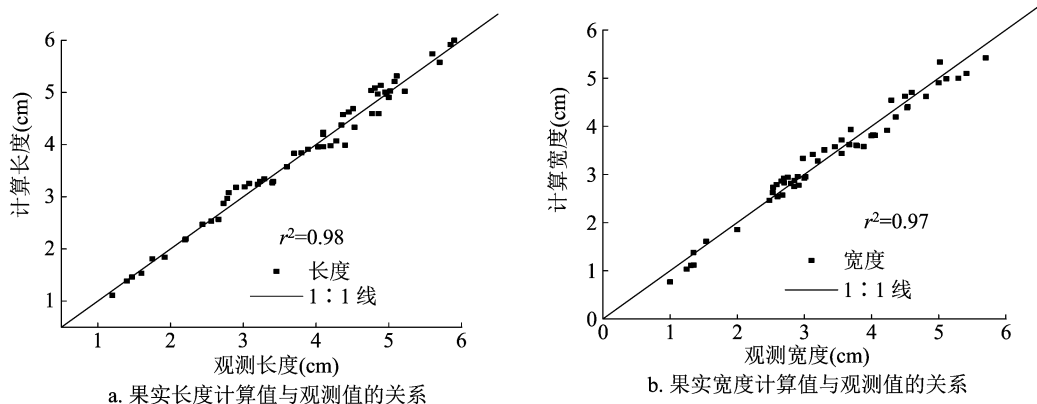 计算长度(cm)
6
5
4
3
2
1
r²=0.98
长度
1∶1 线
1 2 3 4 5 6
观测长度(cm)
a. 果实长度计算值与观测值的关系
计算宽度(cm)
6
5
4
3
2
1
0
r²=0.97
宽度
1∶1 线
0 1 2 3 4 5 6
观测宽度(cm)
b. 果实宽度计算值与观测值的关系